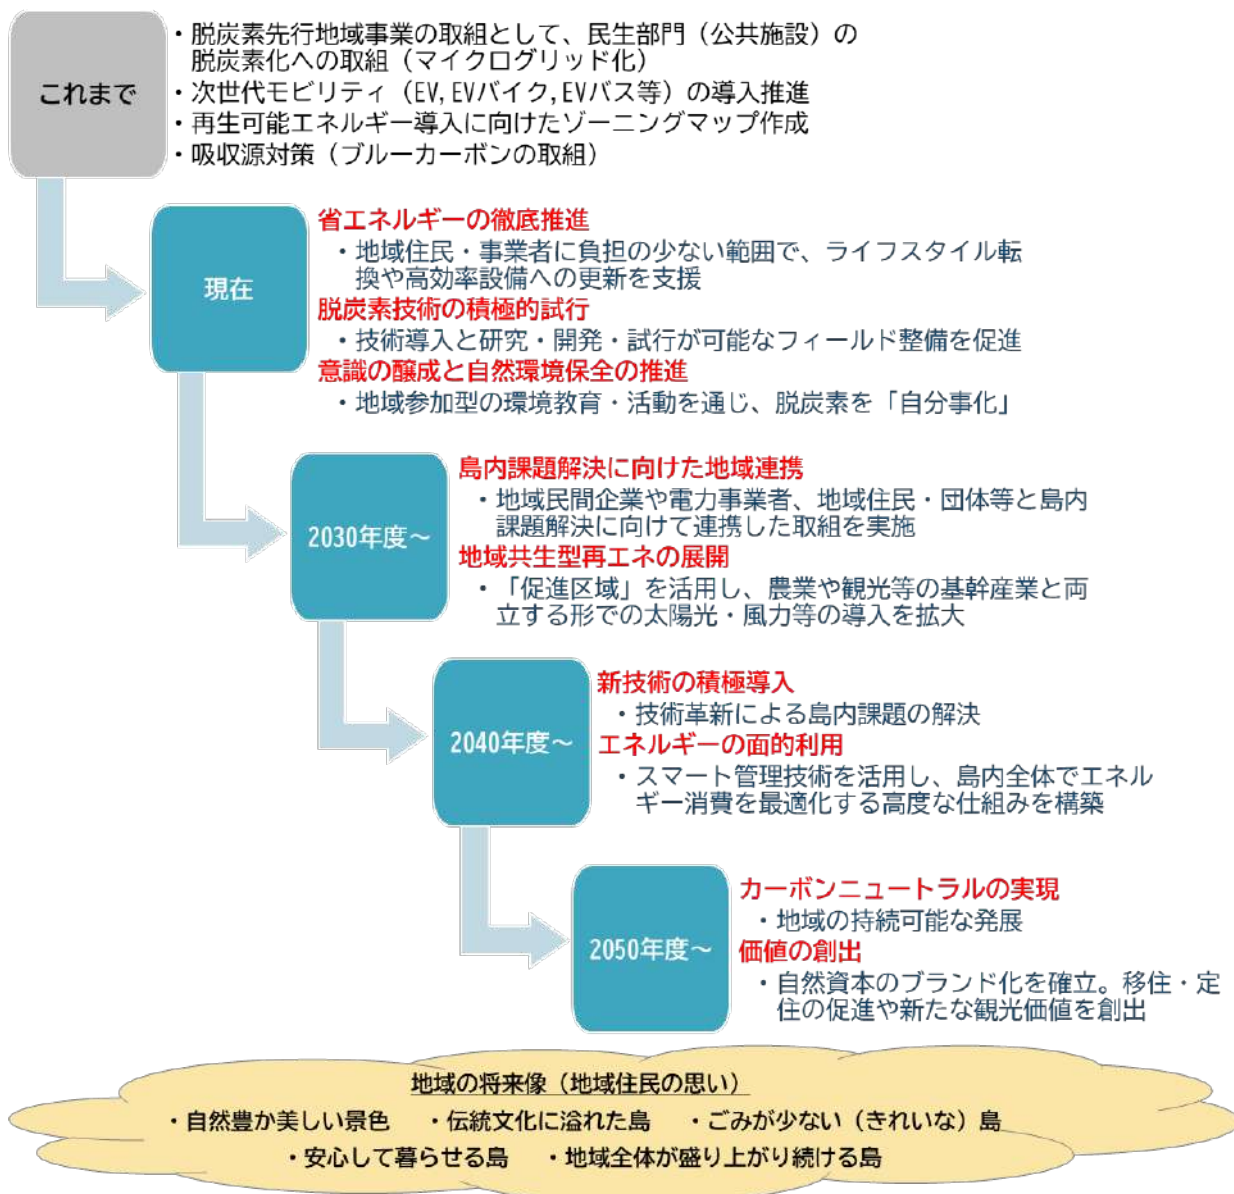 これまで
・脱炭素先行地域事業の取組として、民生部門（公共施設）の
脱炭素化への取組（マイクログリッド化）
・次世代モビリティ（EV, EVバイク, EVバス等）の導入推進
・再生可能エネルギー導入に向けたゾーニングマップ作成
・吸収源対策（ブルーカーボンの取組）
現在
省エネルギーの徹底推進
・地域住民・事業者に負担の少ない範囲で、ライフスタイル転
換や高効率設備への更新を支援
脱炭素技術の積極的試行
・技術導入と研究・開発・試行が可能なフィールド整備を促進
意識の醸成と自然環境保全の推進
・地域参加型の環境教育・活動を通じ、脱炭素を「自分事化」
2030年度～
島内課題解決に向けた地域連携
・地域民間企業や電力事業者、地域住民・団体等と島内
課題解決に向けて連携した取組を実施
地域共生型再エネの展開
・「促進区域」を活用し、農業や観光等の基幹産業と両
立する形での太陽光・風力等の導入を拡大
2040年度～
新技術の積極導入
・技術革新による島内課題の解決
エネルギーの面的利用
・スマート管理技術を活用し、島内全体でエネル
ギー消費を最適化する高度な仕組みを構築
2050年度～
カーボンニュートラルの実現
・地域の持続可能な発展
価値の創出
・自然資本のブランド化を確立。移住・定
住の促進や新たな観光価値を創出
地域の将来像（地域住民の思い）
・自然豊か美しい景色 ・伝統文化に溢れた島 ・ごみが少ない（きれいな）島
・安心して暮らせる島 ・地域全体が盛り上がり続ける島